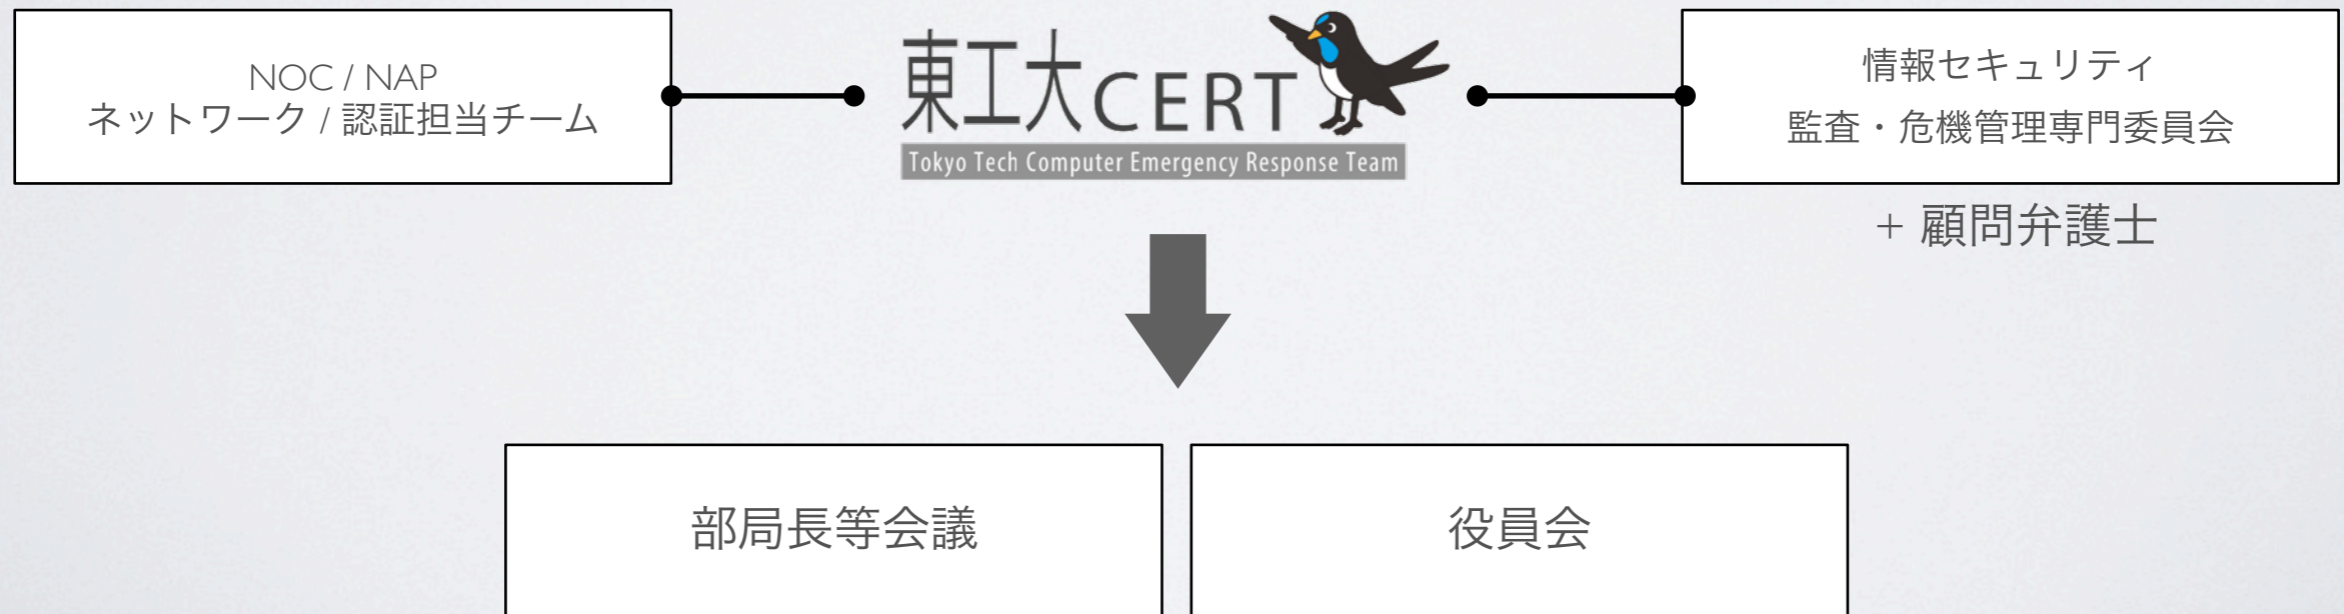 NOC / NAP
ネットワーク / 認証担当チーム
東工大CERT
Tokyo Tech Computer Emergency Response Team
情報セキュリティ
監査・危機管理専門委員会
+ 顧問弁護士
部局長等会議
役員会